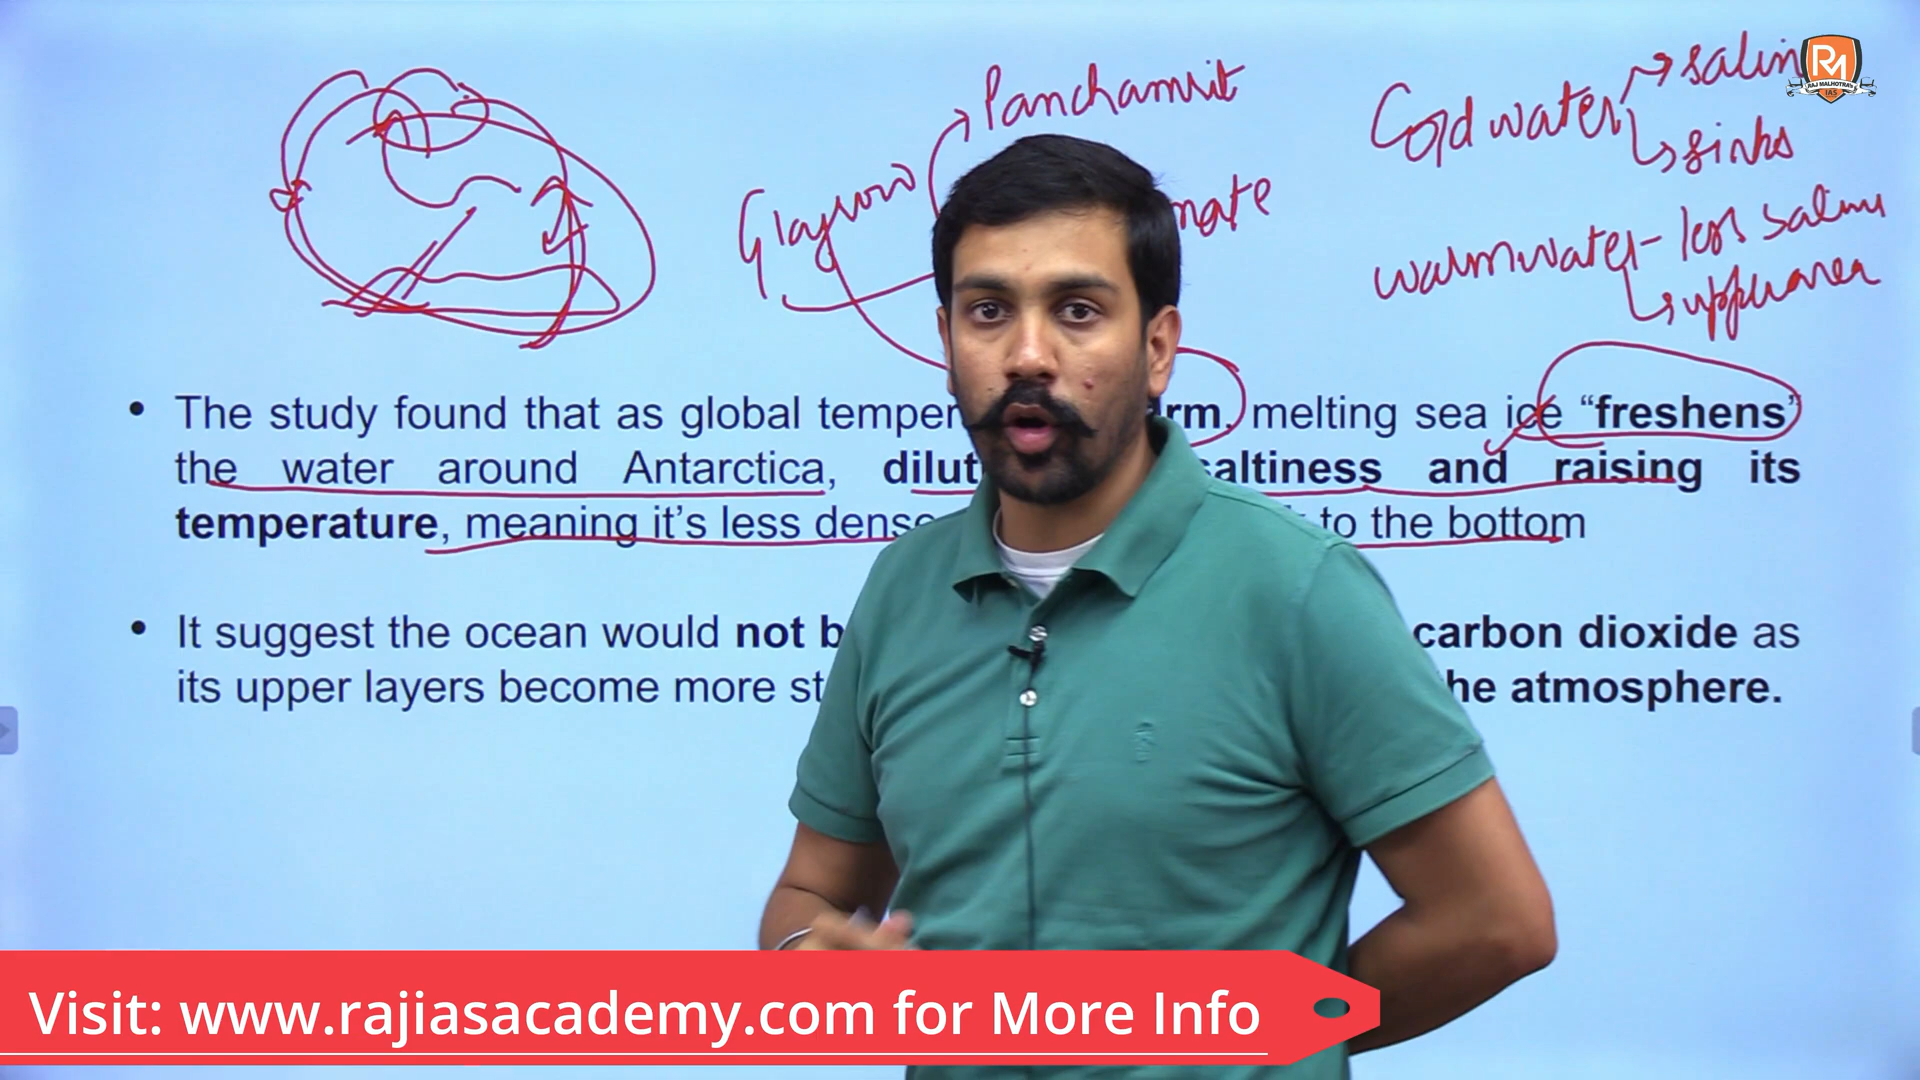 Panchamrit
salin
Cold water
sinks
Glasgow
mate
warm water - less saline
upper area
RM
RAJ MALHOTRA'S
IAS
• The study found that as global temper rm, melting sea ice “freshens”
the water around Antarctica, dilut altiness and raising its
temperature, meaning it’s less dense to the bottom
• It suggest the ocean would not b carbon dioxide as
its upper layers become more st he atmosphere.
Visit: www.rajiasacademy.com for More Info